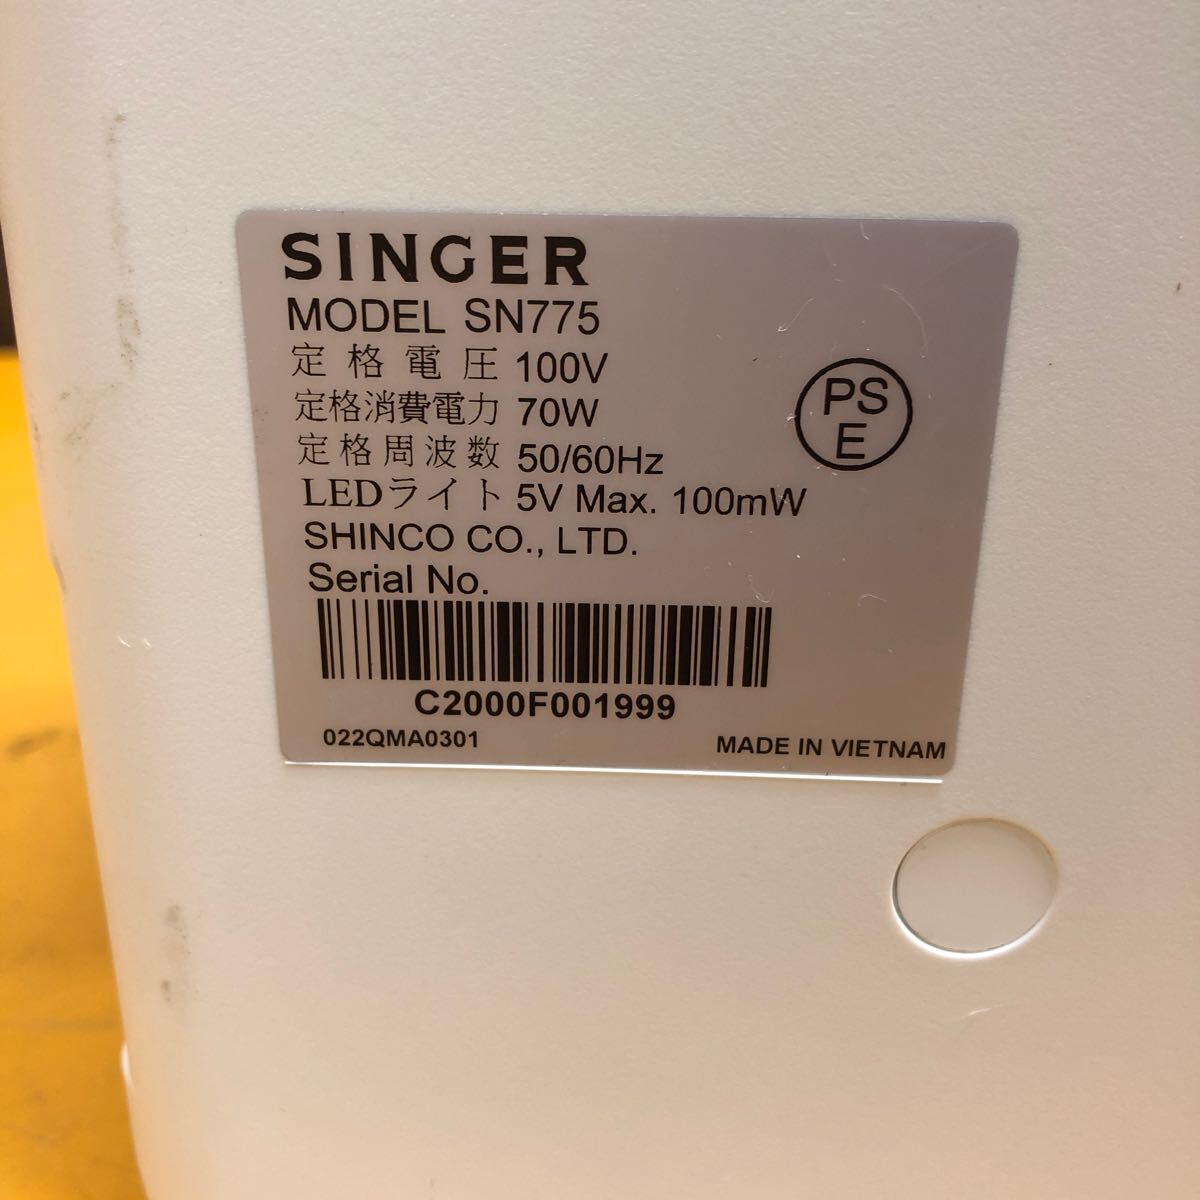 SINGER
MODEL SN775
定格電圧 100V
定格消費電力 70W
定格周波数 50/60Hz
LEDライト 5V Max. 100mW
PS
E
SHINCO CO., LTD.
Serial No.
C2000F001999
022QMA0301
MADE IN VIETNAM